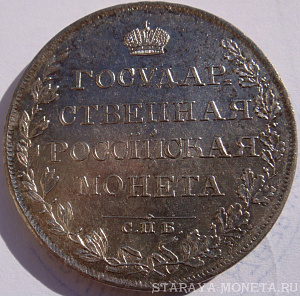 ГОСУДАР
СТВЕННАЯ
РОССІЙСКАЯ
МОНЕТА
С.П.Б.
STARAYA-MONETA.RU